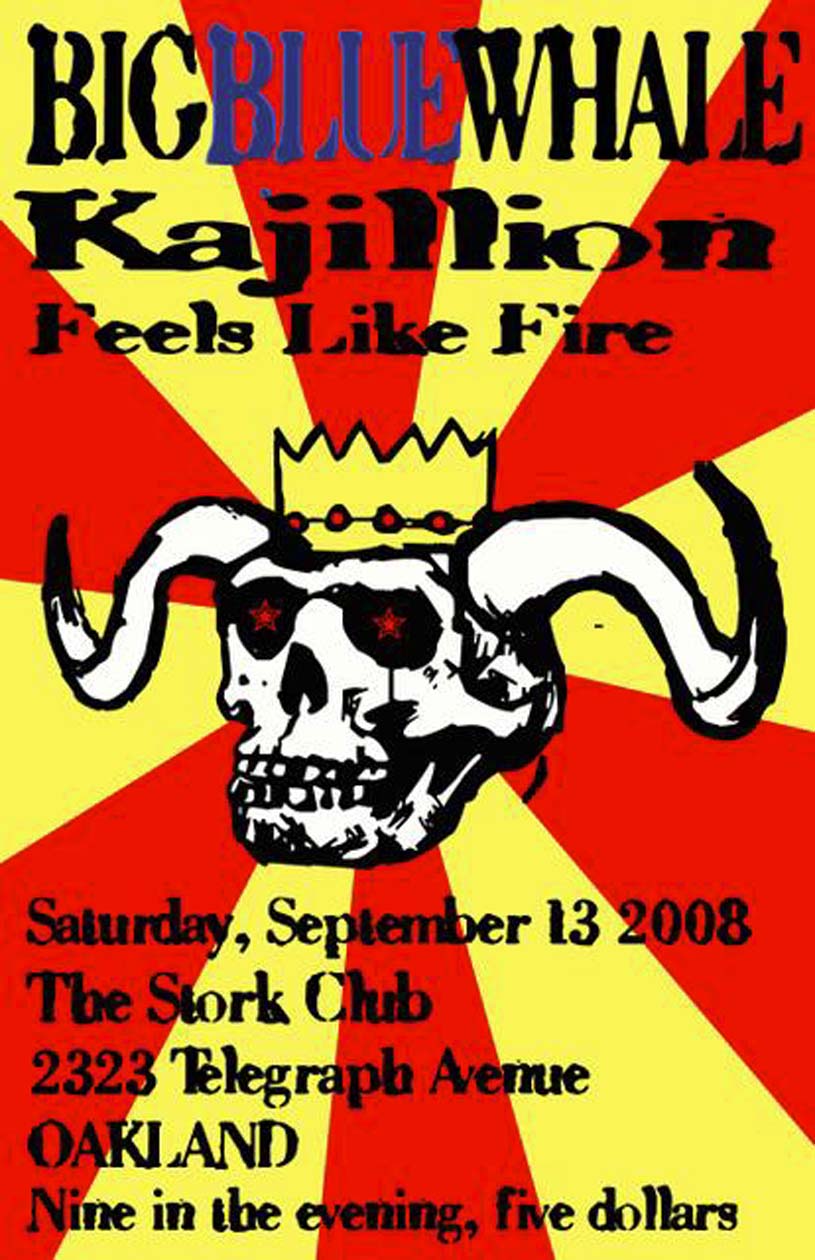 BIGBLUEWHALE
Kajillion
Feels Like Fire
Saturday, September 13 2008
The Stork Club
2323 Telegraph Avenue
OAKLAND
Nine in the evening, five dollars